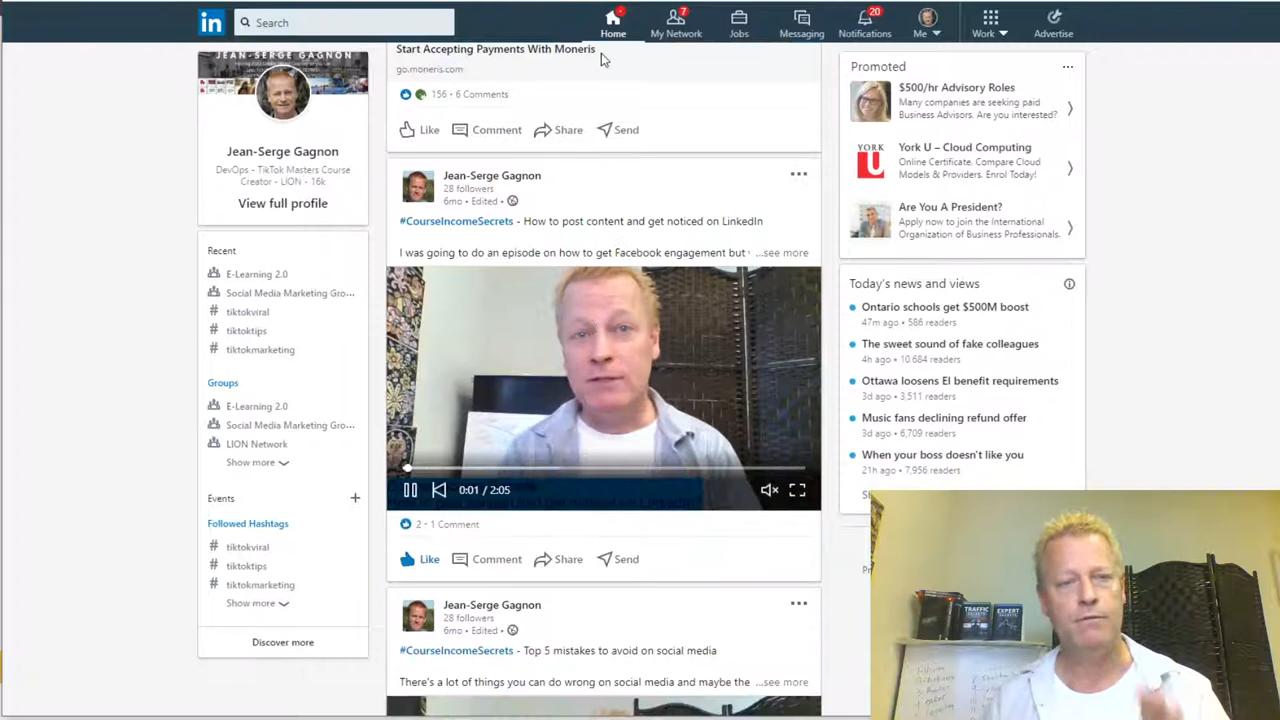 in
Search
Home
7
My Network
Jobs
Messaging
20
Notifications
Me
Work
Advertise
Jean-Serge Gagnon
DevOps - TikTok Masters Course
Creator - LION - 16k
View full profile
Recent
E-Learning 2.0
Social Media Marketing Gro...
# tiktokviral
# tiktoktips
# tiktokmarketing
Groups
E-Learning 2.0
Social Media Marketing Gro...
LION Network
Show more
Events +
Followed Hashtags
# tiktokviral
# tiktoktips
# tiktokmarketing
Show more
Discover more
Start Accepting Payments With Moneris
go.moneris.com
156 • 6 Comments
Like Comment Share Send
Jean-Serge Gagnon
28 followers
6mo • Edited •
#CourseIncomeSecrets - How to post content and get noticed on LinkedIn
I was going to do an episode on how to get Facebook engagement but ...see more
0:01 / 2:05
2 • 1 Comment
Like Comment Share Send
Jean-Serge Gagnon
28 followers
6mo • Edited •
#CourseIncomeSecrets - Top 5 mistakes to avoid on social media
There's a lot of things you can do wrong on social media and maybe the ...see more
Promoted
$500/hr Advisory Roles
Many companies are seeking paid
Business Advisors. Are you interested?
YORK
U
York U – Cloud Computing
Online Certificate. Compare Cloud
Models & Providers. Enrol Today!
Are You A President?
Apply now to join the International
Organization of Business Professionals.
Today's news and views
Ontario schools get $500M boost
47m ago • 586 readers
The sweet sound of fake colleagues
4h ago • 10,684 readers
Ottawa loosens EI benefit requirements
3d ago • 3,511 readers
Music fans declining refund offer
3d ago • 6,709 readers
When your boss doesn't like you
21h ago • 7,956 readers
TRAFFIC
SECRETS
EXPERT
SECRETS